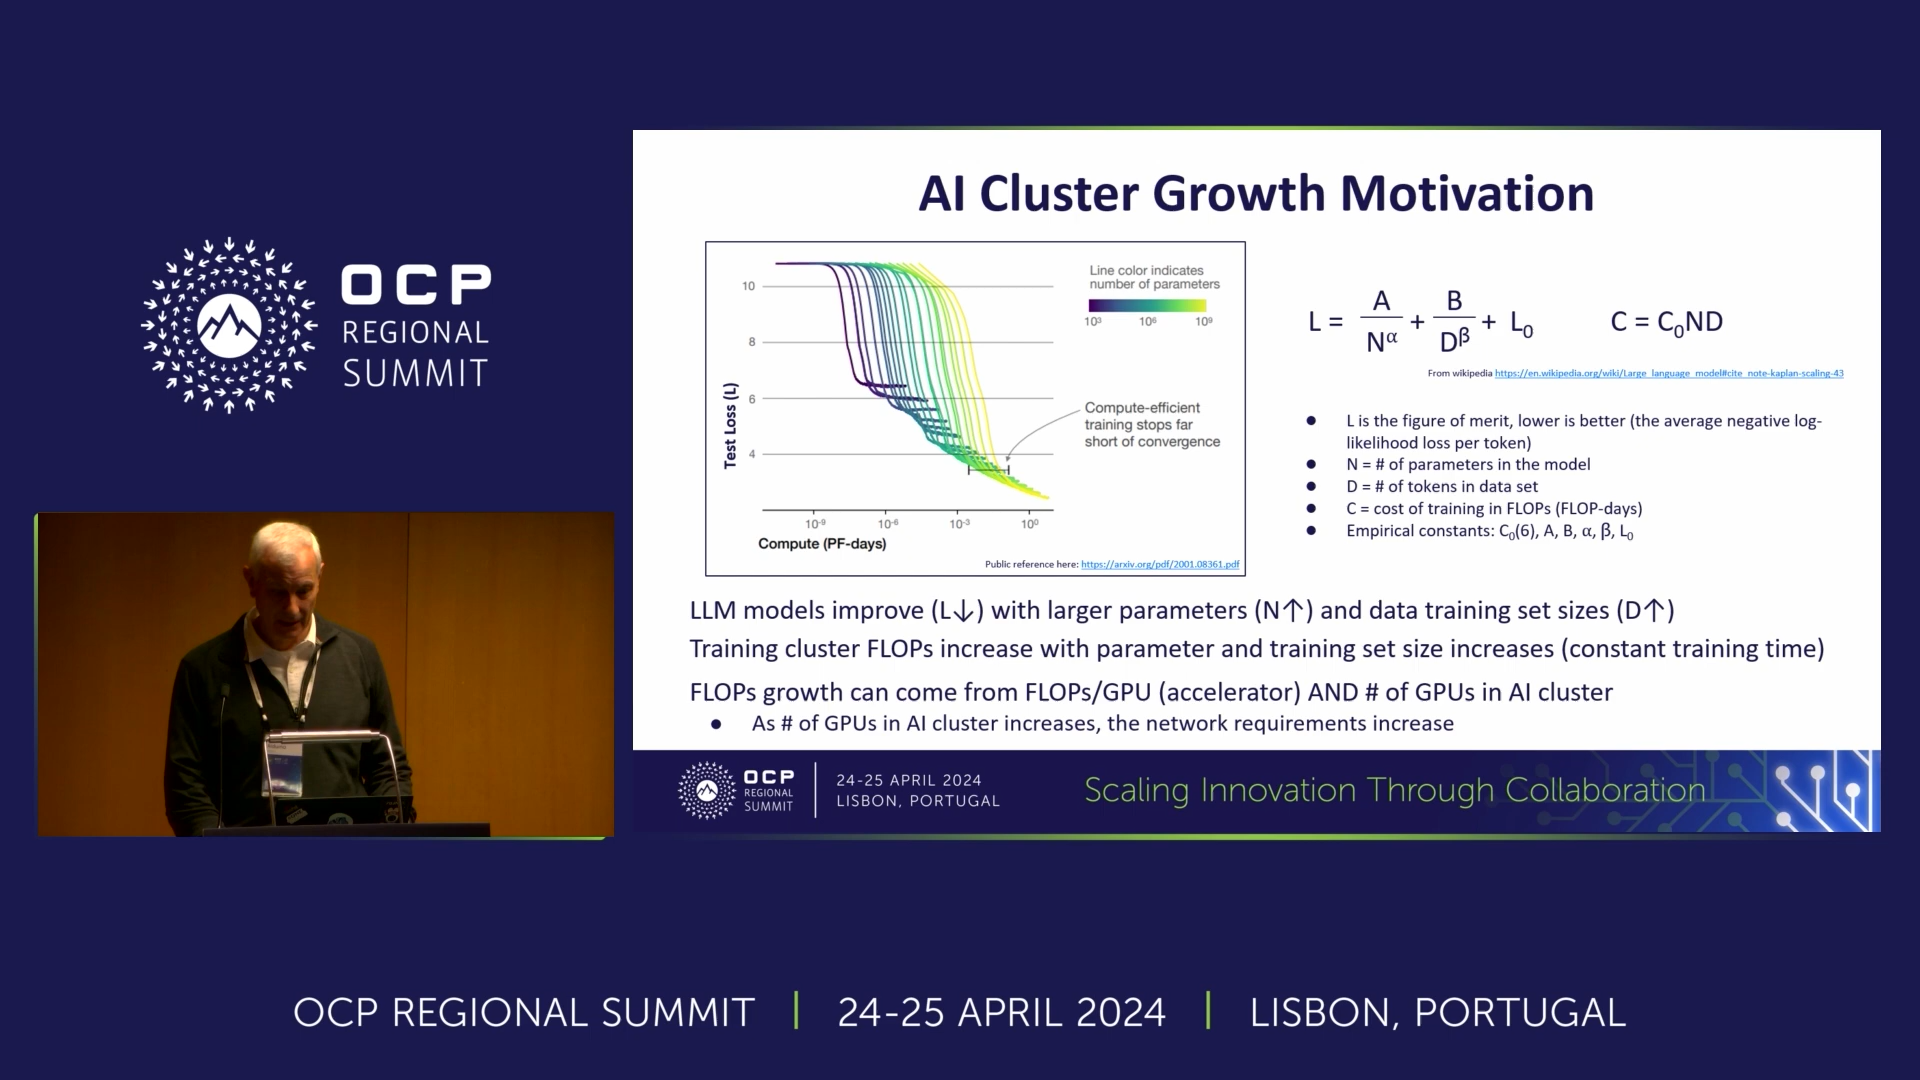 OCP
REGIONAL
SUMMIT
AI Cluster Growth Motivation
Line color indicates
number of parameters
10³ 10⁶ 10⁹
10
8
6
4
Test Loss (L)
Compute-efficient
training stops far
short of convergence
10⁻⁹ 10⁻⁶ 10⁻³ 10⁰
Compute (PF-days)
Public reference here: https://arxiv.org/pdf/2001.08361.pdf
L = A/N^α + B/D^β + L₀ C = C₀ND
From wikipedia https://en.wikipedia.org/wiki/Large_language_model#cite_note-kaplan-scaling-43
● L is the figure of merit, lower is better (the average negative log-
likelihood loss per token)
● N = # of parameters in the model
● D = # of tokens in data set
● C = cost of training in FLOPs (FLOP-days)
● Empirical constants: C₀(6), A, B, α, β, L₀
LLM models improve (L↓) with larger parameters (N↑) and data training set sizes (D↑)
Training cluster FLOPs increase with parameter and training set size increases (constant training time)
FLOPs growth can come from FLOPs/GPU (accelerator) AND # of GPUs in AI cluster
● As # of GPUs in AI cluster increases, the network requirements increase
OCP
REGIONAL
SUMMIT
24-25 APRIL 2024
LISBON, PORTUGAL
Scaling Innovation Through Collaboration
OCP REGIONAL SUMMIT | 24-25 APRIL 2024 | LISBON, PORTUGAL